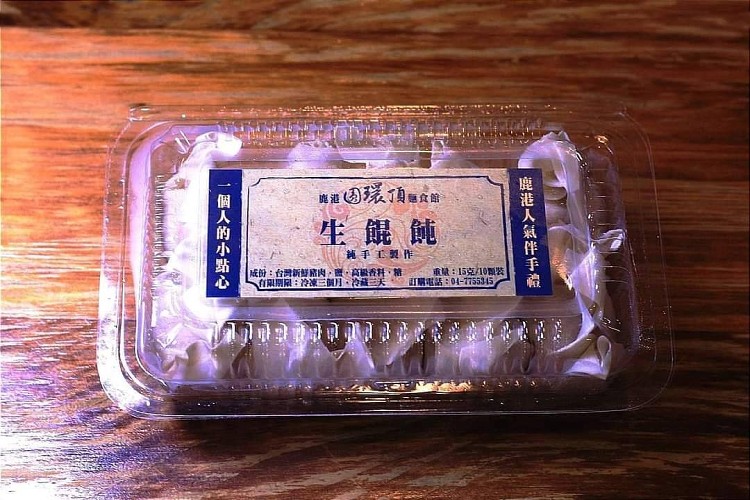 一個人的小點心
鹿港圓環頂麵食館
生餛飩
純手工製作
成份：台灣新鮮豬肉．鹽．高級香料．糖
重量：15克/10顆裝
有限期限：冷凍三個月．冷藏三天
訂購電話：04-7755345
鹿港人氣伴手禮